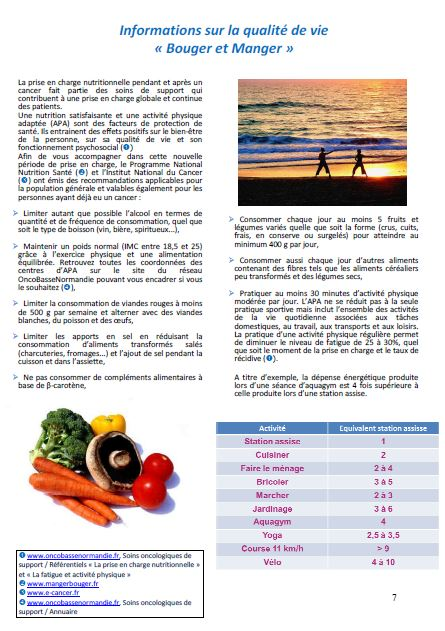 Informations sur la qualité de vie
« Bouger et Manger »
La prise en charge nutritionnelle pendant et après un
cancer fait partie des soins de support qui
contribuent à une prise en charge globale et continue
des patients.
Une nutrition satisfaisante et une activité physique
adaptée (APA) sont des facteurs de protection de
santé. Ils entrainent des effets positifs sur le bien-être
de la personne, sur sa qualité de vie et son
fonctionnement psychosocial (❶)
Afin de vous accompagner dans cette nouvelle
période de prise en charge, le Programme National
Nutrition Santé (❷) et l'Institut National du Cancer
(❸) ont émis des recommandations applicables pour
la population générale et valables également pour les
personnes ayant déjà eu un cancer :
➢ Limiter autant que possible l'alcool en termes de
quantité et de fréquence de consommation, quel que
soit le type de boisson (vin, bière, spiritueux...),
➢ Maintenir un poids normal (IMC entre 18,5 et 25)
grâce à l'exercice physique et une alimentation
équilibrée. Retrouvez toutes les coordonnées des
centres d'APA sur le site du réseau
OncoBasseNormandie pouvant vous encadrer si vous
le souhaitez (❹),
➢ Limiter la consommation de viandes rouges à moins
de 500 g par semaine et alterner avec des viandes
blanches, du poisson et des œufs,
➢ Limiter les apports en sel en réduisant la
consommation d'aliments transformés salés
(charcuteries, fromages...) et l'ajout de sel pendant la
cuisson et dans l'assiette,
➢ Ne pas consommer de compléments alimentaires à
base de β-carotène,
➢ Consommer chaque jour au moins 5 fruits et
légumes variés quelle que soit la forme (crus, cuits,
frais, en conserve ou surgelés) pour atteindre au
minimum 400 g par jour,
➢ Consommer aussi chaque jour d'autres aliments
contenant des fibres tels que les aliments céréaliers
peu transformés et des légumes secs,
➢ Pratiquer au moins 30 minutes d'activité physique
modérée par jour. L'APA ne se réduit pas à la seule
pratique sportive mais inclut l'ensemble des activités
de la vie quotidienne associées aux tâches
domestiques, au travail, aux transports et aux loisirs.
La pratique d'une activité physique régulière permet
de diminuer le niveau de fatigue de 25 à 30%, quel
que soit le moment de la prise en charge et le taux de
récidive (❶).
A titre d'exemple, la dépense énergétique produite
lors d'une séance d'aquagym est 4 fois supérieure à
celle produite lors d'une station assise.
Activité Equivalent station assisse
Station assise 1
Cuisiner 2
Faire le ménage 2 à 4
Bricoler 3 à 5
Marcher 2 à 3
Jardinage 3 à 6
Aquagym 4
Yoga 2,5 à 3,5
Course 11 km/h > 9
Vélo 4 à 10
❶ www.oncobassenormandie.fr, Soins oncologiques de
support / Référentiels « La prise en charge nutritionnelle »
et « La fatigue et activité physique »
❷ www.mangerbouger.fr
❸ www.e-cancer.fr
❹ www.oncobassenormandie.fr, Soins oncologiques de
support / Annuaire
7